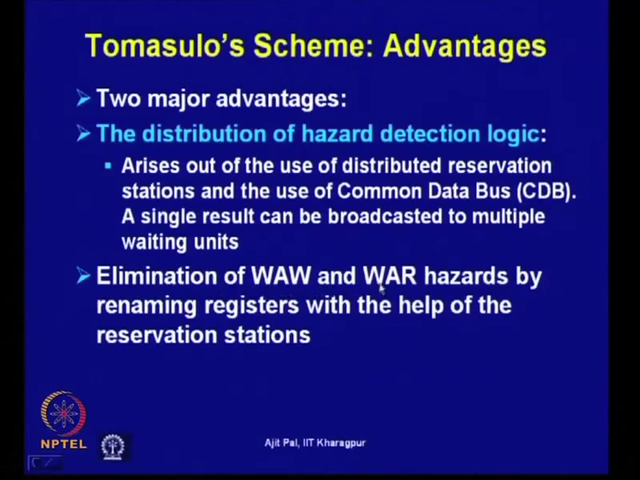 Tomasulo's Scheme: Advantages
Two major advantages:
The distribution of hazard detection logic:
Arises out of the use of distributed reservation
stations and the use of Common Data Bus (CDB).
A single result can be broadcasted to multiple
waiting units
Elimination of WAW and WAR hazards by
renaming registers with the help of the
reservation stations
NPTEL
Ajit Pal, IIT Kharagpur